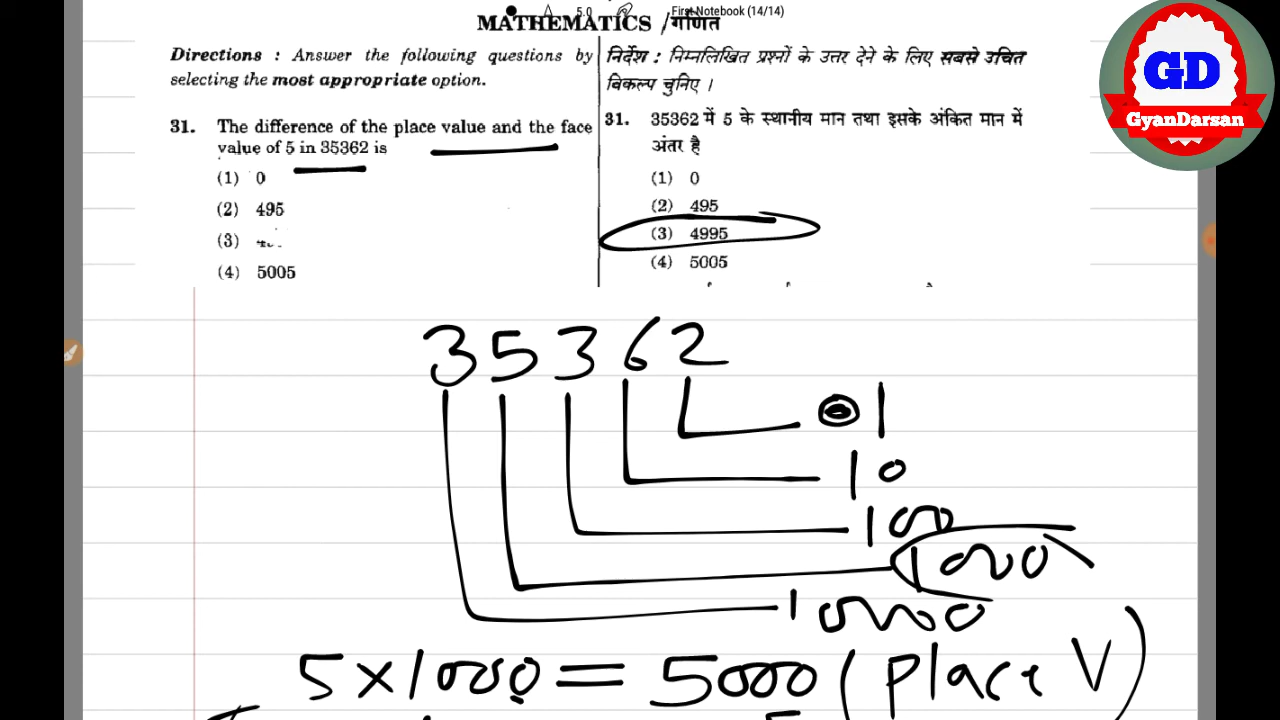 5.0 First Notebook (14/14)
MATHEMATICS / गणित
GD
GyanDarsan
Directions : Answer the following questions by
selecting the most appropriate option.
31. The difference of the place value and the face
value of 5 in 35362 is
(1) 0
(2) 495
(3)
(4) 5005
निर्देश : निम्नलिखित प्रश्नों के उत्तर देने के लिए सबसे उचित
विकल्प चुनिए ।
31. 35362 में 5 के स्थानीय मान तथा इसके अंकित मान में
अंतर है
(1) 0
(2) 495
(3) 4995
(4) 5005
35362
1
10
100
1000
10000
5×1000 = 5000 (Place V)